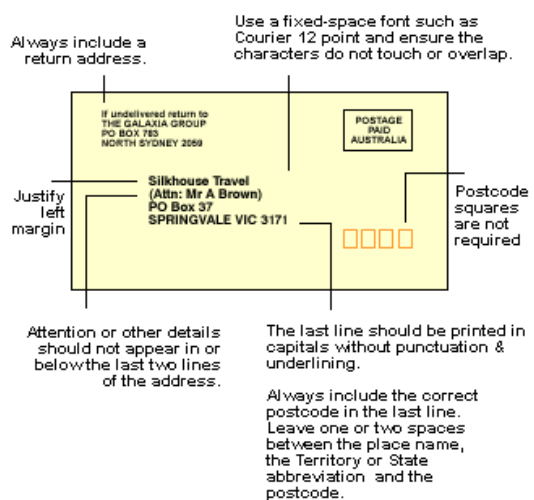 Always include a
return address.
Use a fixed-space font such as
Courier 12 point and ensure the
characters do not touch or overlap.
If undelivered return to
THE GALAXIA GROUP
PO BOX 783
NORTH SYDNEY 2059
POSTAGE
PAID
AUSTRALIA
Justify
left
margin
Silkhouse Travel
(Attn: Mr A Brown)
PO Box 37
SPRINGVALE VIC 3171
Postcode
squares
are not
required
Attention or other details
should not appear in or
below the last two lines
of the address.
The last line should be printed in
capitals without punctuation &
underlining.
Always include the correct
postcode in the last line.
Leave one or two spaces
between the place name,
the Territory or State
abbreviation and the
postcode.